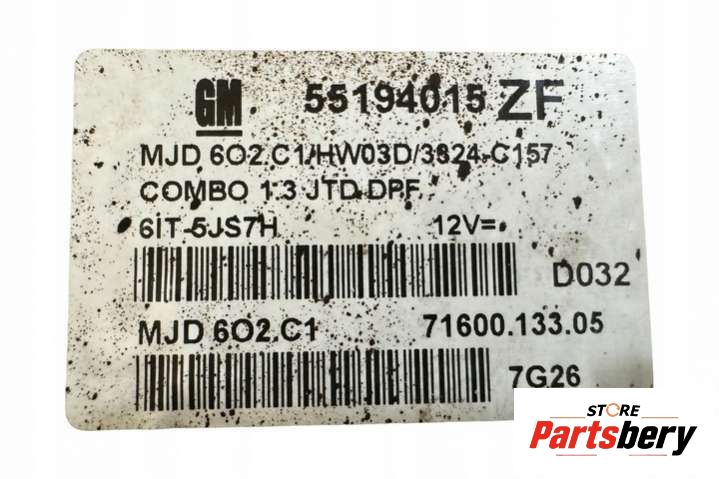 GM 55194015 ZF
MJD 6O2.C1/HW03D/3824-C157
COMBO 1.3 JTD DPF
6IT-5JS7H 12V=
D032
MJD 6O2.C1 71600.133.05
7G26
STORE
Partsbery